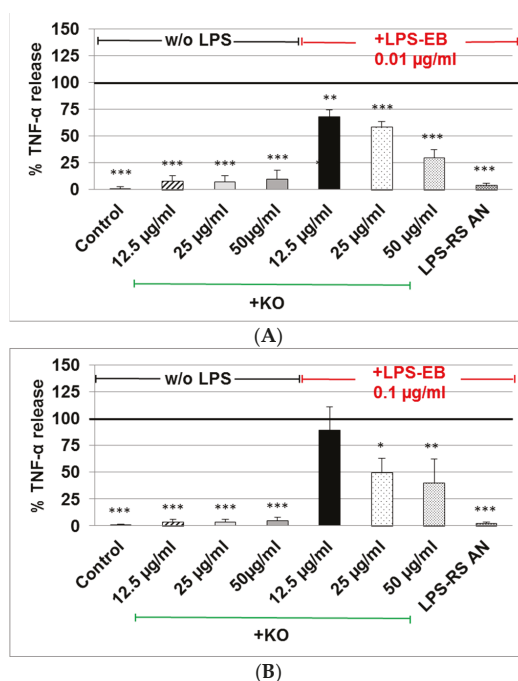 150
125
100
75
50
25
0
% TNF-α release
w/o LPS
+LPS-EB
0.01 µg/ml
***
***
***
***
**
***
***
***
Control
12.5 µg/ml
25 µg/ml
50µg/ml
12.5 µg/ml
25 µg/ml
50 µg/ml
LPS-RS AN
+KO
(A)
150
125
100
75
50
25
0
% TNF-α release
w/o LPS
+LPS-EB
0.1 µg/ml
***
***
***
***
*
**
***
Control
12.5 µg/ml
25 µg/ml
50µg/ml
12.5 µg/ml
25 µg/ml
50 µg/ml
LPS-RS AN
+KO
(B)